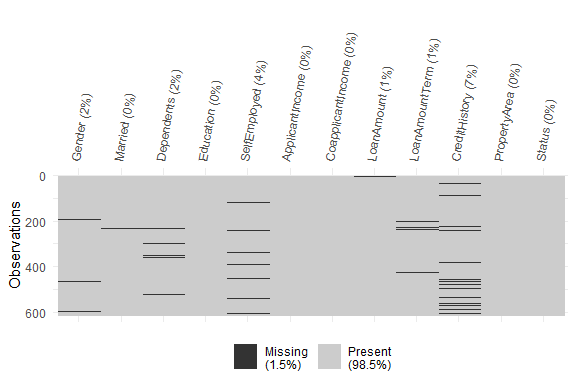 Gender (2%)
Married (0%)
Dependents (2%)
Education (0%)
SelfEmployed (4%)
ApplicantIncome (0%)
CoapplicantIncome (0%)
LoanAmount (1%)
LoanAmountTerm (1%)
CreditHistory (7%)
PropertyArea (0%)
Status (0%)
Observations
0
200
400
600
Missing
(1.5%)
Present
(98.5%)